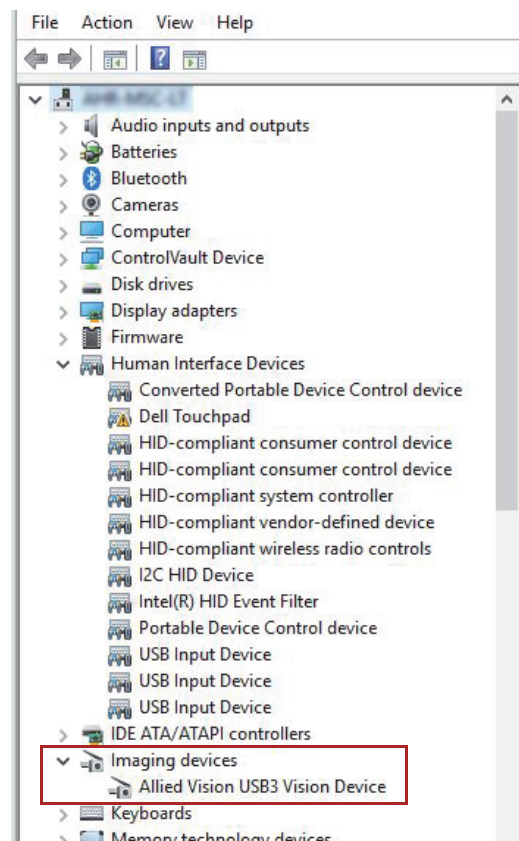 File Action View Help
Audio inputs and outputs
Batteries
Bluetooth
Cameras
Computer
ControlVault Device
Disk drives
Display adapters
Firmware
Human Interface Devices
Converted Portable Device Control device
Dell Touchpad
HID-compliant consumer control device
HID-compliant consumer control device
HID-compliant system controller
HID-compliant vendor-defined device
HID-compliant wireless radio controls
I2C HID Device
Intel(R) HID Event Filter
Portable Device Control device
USB Input Device
USB Input Device
USB Input Device
IDE ATA/ATAPI controllers
Imaging devices
Allied Vision USB3 Vision Device
Keyboards
Memory technology devices